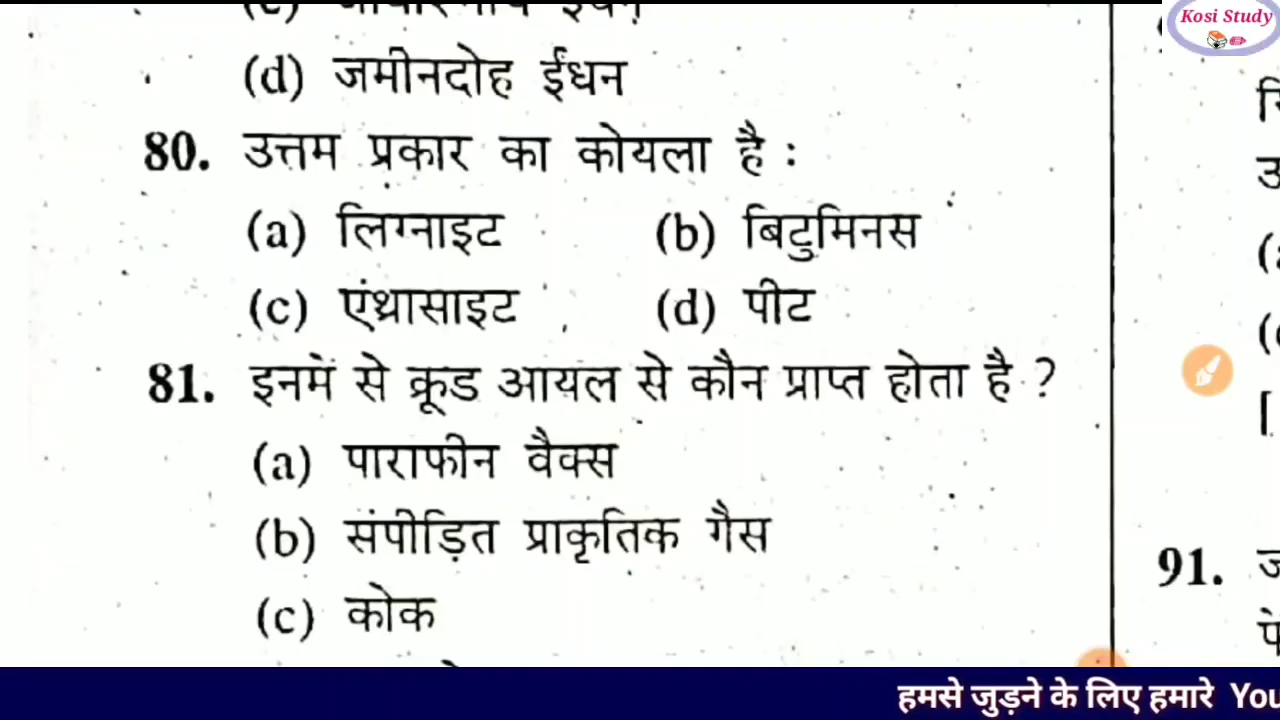 Kosi Study
(d) जमीनदोह ईंधन
80. उत्तम प्रकार का कोयला है :
(a) लिग्नाइट (b) बिटुमिनस
(c) एंथ्रासाइट (d) पीट
81. इनमें से क्रूड आयल से कौन प्राप्त होता है ?
(a) पाराफीन वैक्स
(b) संपीड़ित प्राकृतिक गैस
(c) कोक
91.
हमसे जुड़ने के लिए हमारे You